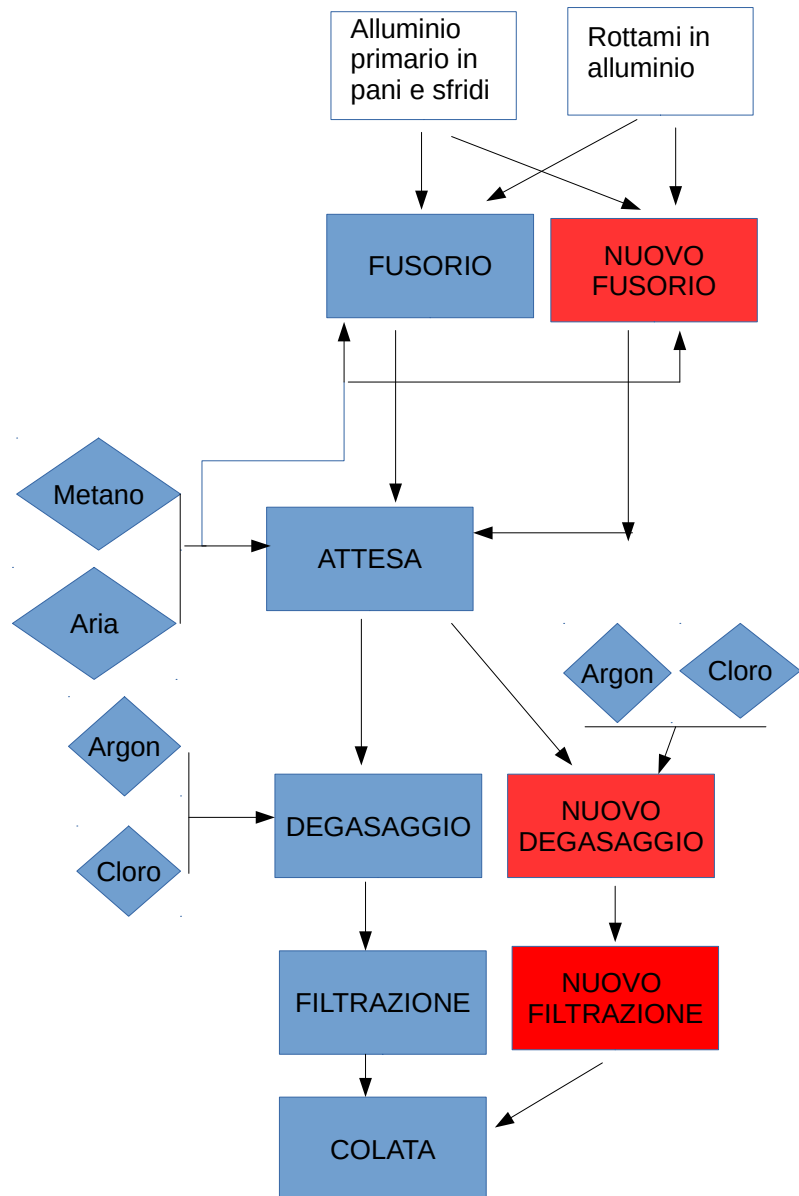 Alluminio
primario in
pani e sfridi
Rottami in
alluminio
FUSORIO
NUOVO
FUSORIO
Metano
ATTESA
Aria
Argon
Cloro
Argon
DEGASAGGIO
NUOVO
DEGASAGGIO
Cloro
FILTRAZIONE
NUOVO
FILTRAZIONE
COLATA